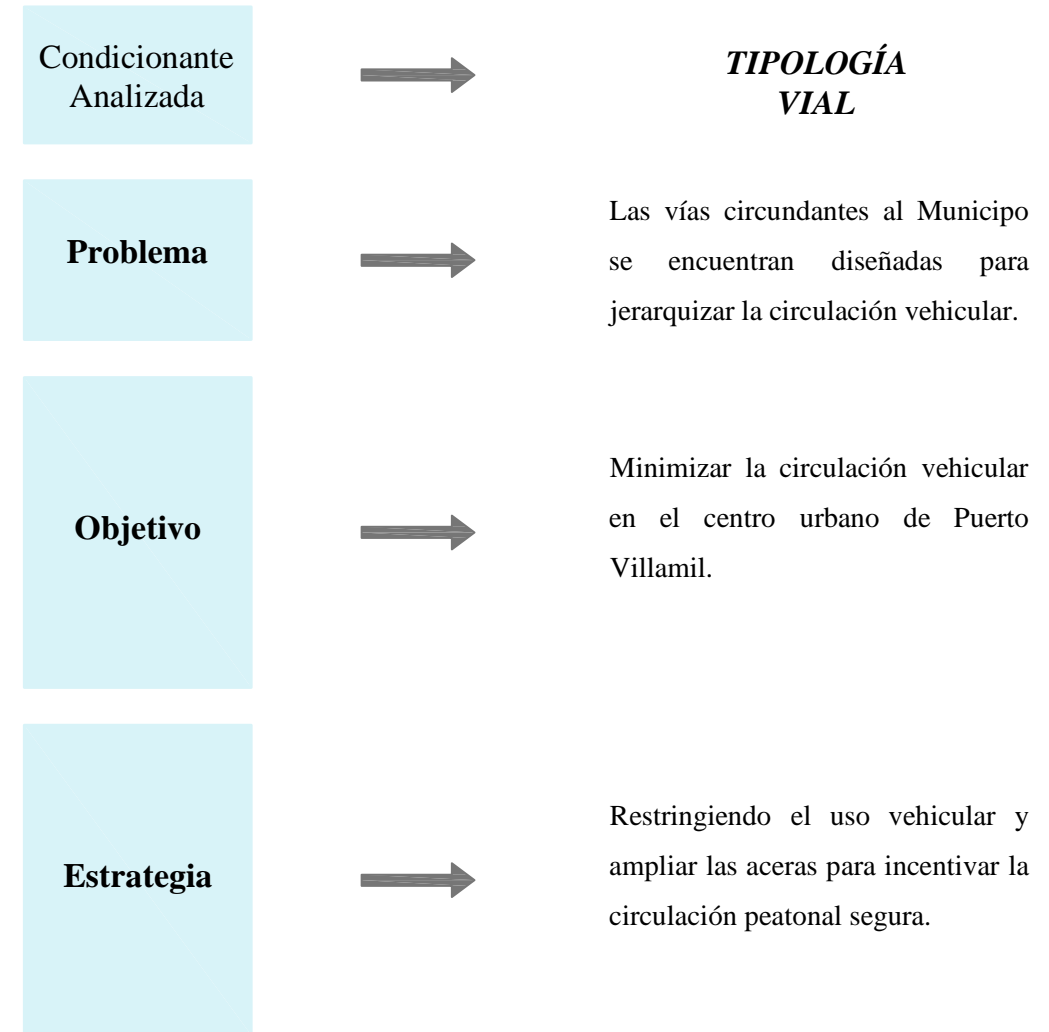 Condicionante
Analizada
TIPOLOGÍA
VIAL
Problema
Las vías circundantes al Municipo
se encuentran diseñadas para
jerarquizar la circulación vehicular.
Objetivo
Minimizar la circulación vehicular
en el centro urbano de Puerto
Villamil.
Estrategia
Restringiendo el uso vehicular y
ampliar las aceras para incentivar la
circulación peatonal segura.